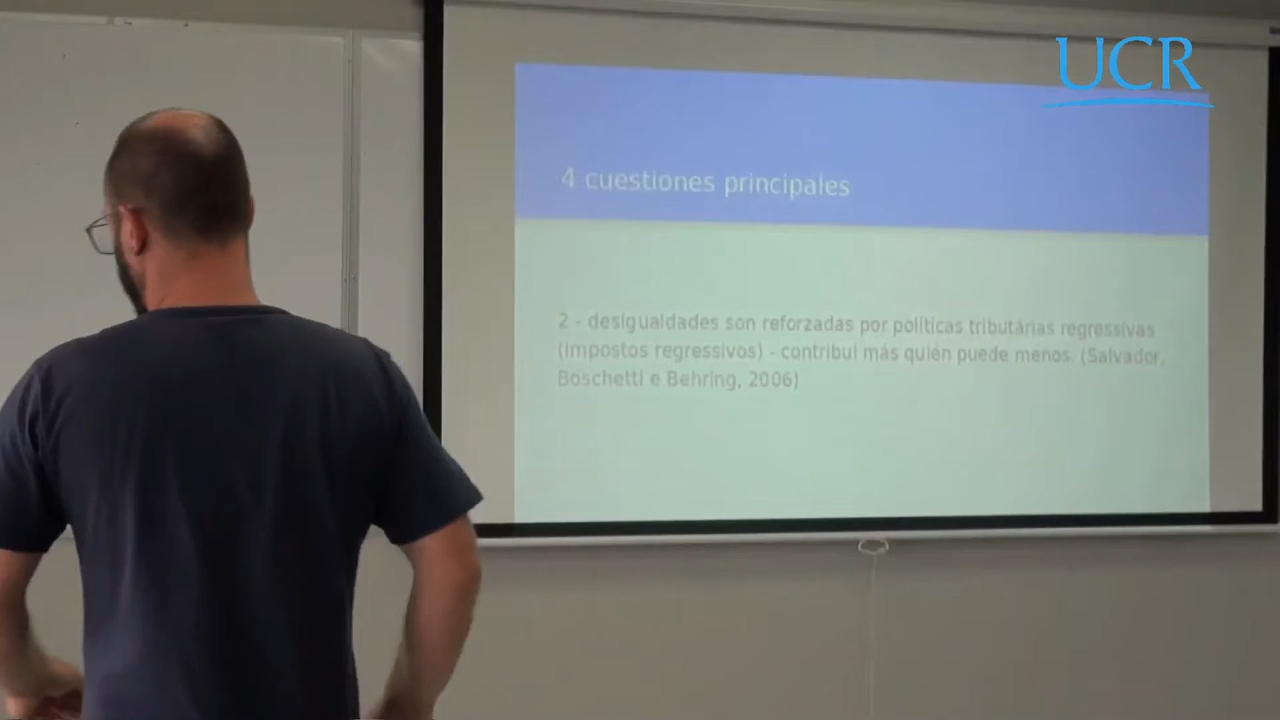 UCR
4 cuestiones principales
2 - desigualdades son reforzadas por políticas tributárias regressivas
(impostos regressivos) - contribui más quién puede menos. (Salvador,
Boschetti e Behring, 2006)